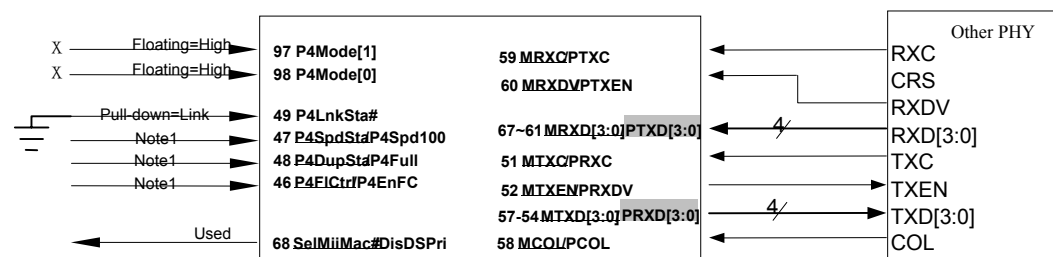 Other PHY
X Floating=High 97 P4Mode[1] 59 MRXC/PTXC RXC
X Floating=High 98 P4Mode[0] CRS
60 MRXDV/PTXEN RXDV
Pull-down=Link 49 P4LnkSta#
Note1 47 P4SpdSta/P4Spd100 67~61 MRXD[3:0]PTXD[3:0] 4 RXD[3:0]
Note1 48 P4DupSta/P4Full 51 MTXC/PRXC TXC
Note1 46 P4FlCtrl/P4EnFC 52 MTXEN/PRXDV TXEN
57-54 MTXD[3:0] PRXD[3:0] 4 TXD[3:0]
Used 68 SelMiiMac#DisDSPri 58 MCOL/PCOL COL